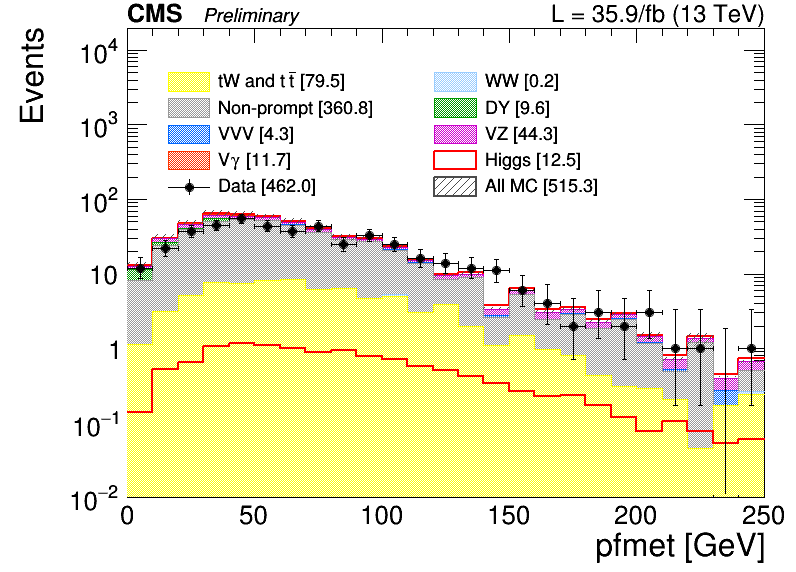 CMS Preliminary L = 35.9/fb (13 TeV)
Events
10⁴
10³
10²
10
1
10⁻¹
10⁻²
tW and t t̄ [79.5] WW [0.2]
Non-prompt [360.8] DY [9.6]
VVV [4.3] VZ [44.3]
Vγ [11.7] Higgs [12.5]
Data [462.0] All MC [515.3]
0 50 100 150 200 250
pfmet [GeV]